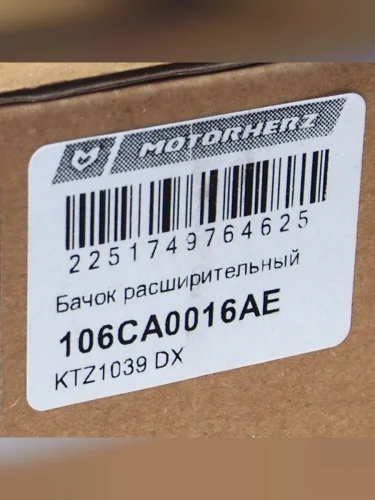 MOTORHERZ
2251749764625
Бачок расширительный
106CA0016AE
KTZ1039 DX